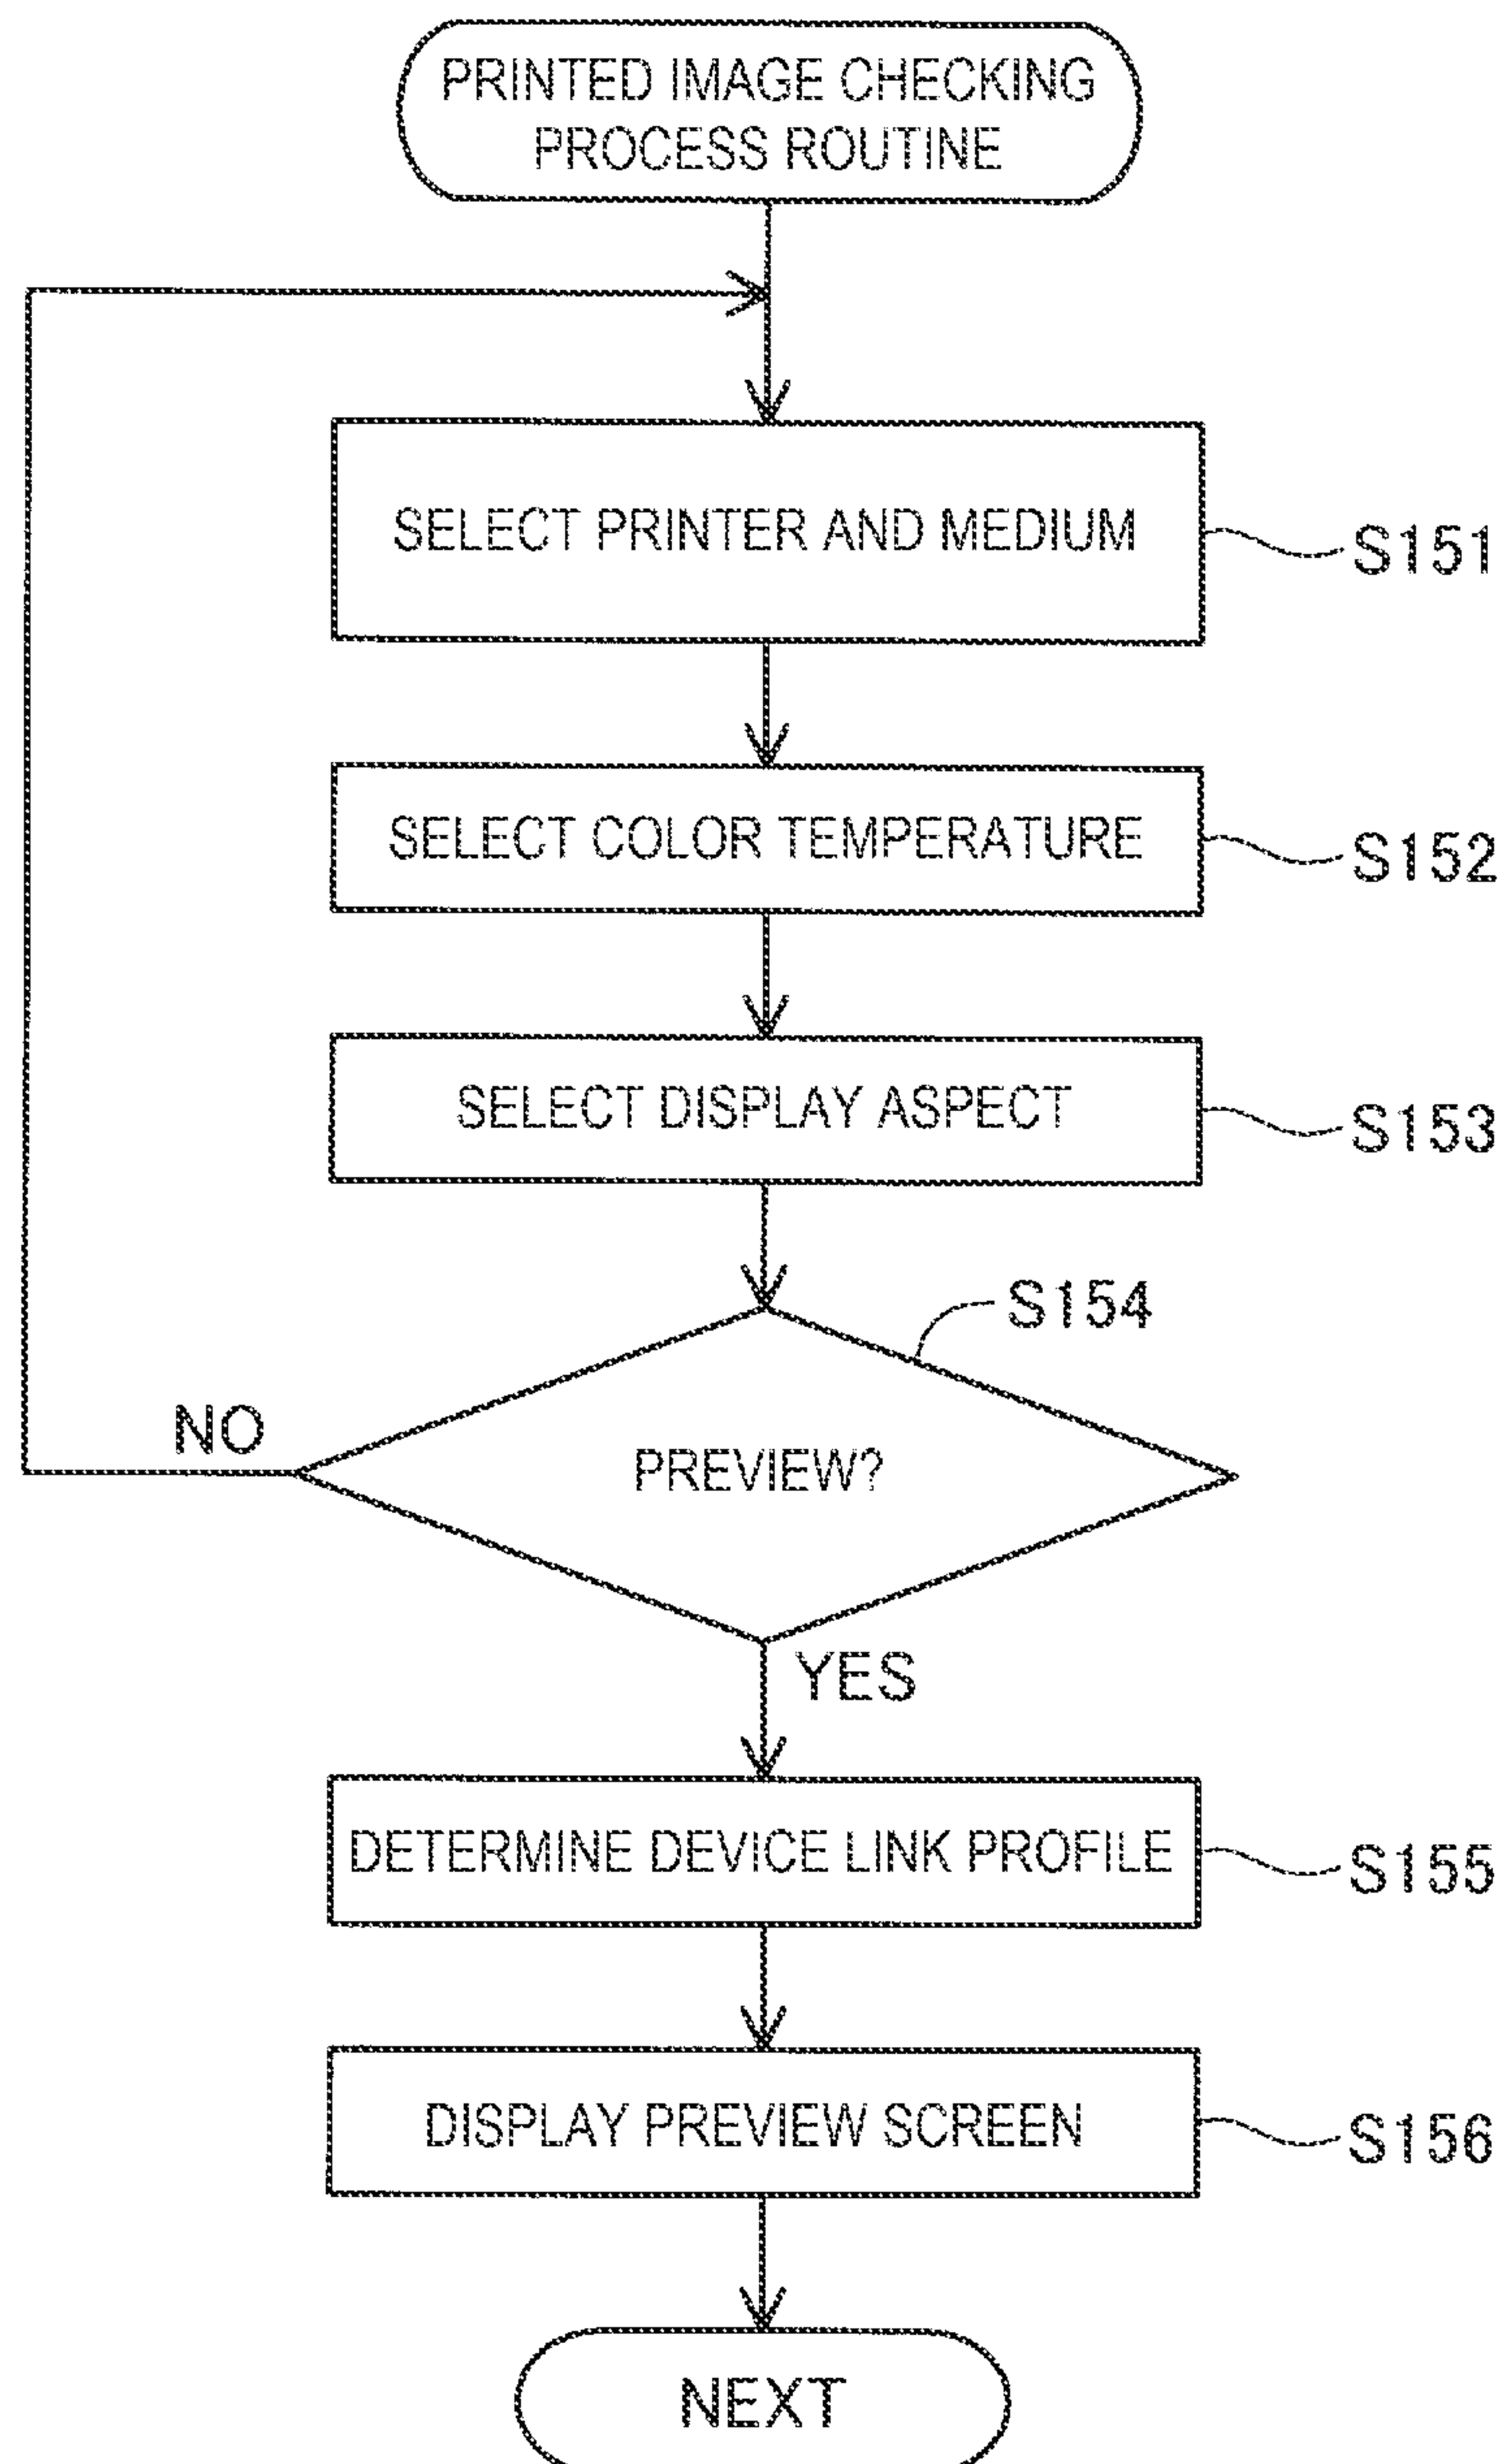 PRINTED IMAGE CHECKING
PROCESS ROUTINE
SELECT PRINTER AND MEDIUM
S151
SELECT COLOR TEMPERATURE
S152
SELECT DISPLAY ASPECT
S153
S154
NO
PREVIEW?
YES
DETERMINE DEVICE LINK PROFILE
S155
DISPLAY PREVIEW SCREEN
S156
NEXT